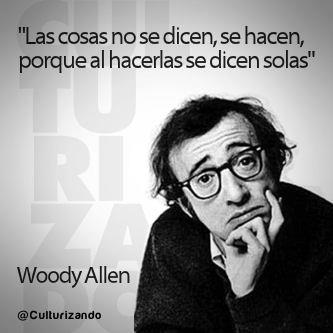 "Las cosas no se dicen, se hacen,
porque al hacerlas se dicen solas"
CUL
TU
RI
ZA
DO
Woody Allen
@Culturizando